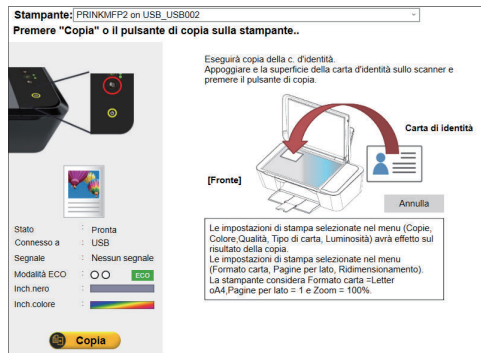 Stampante: PRINKMFP2 on USB_USB002
Premere "Copia" o il pulsante di copia sulla stampante..
Eseguirà copia della c. d'identità.
Appoggiare e la superficie della carta d'identità sullo scanner e
premere il pulsante di copia.
Carta di identità
[Fronte]
Annulla
Stato : Pronta
Connesso a : USB
Segnale : Nessun segnale
Modalità ECO : ECO
Inch.nero :
Inch.colore :
Copia
Le impostazioni di stampa selezionate nel menu (Copie,
Colore,Qualità, Tipo di carta, Luminosità) avrà effetto sul
risultato della copia.
Le impostazioni di stampa selezionate nel menu
(Formato carta, Pagine per lato, Ridimensionamento).
La stampante considera Formato carta =Letter
oA4,Pagine per lato = 1 e Zoom = 100%.